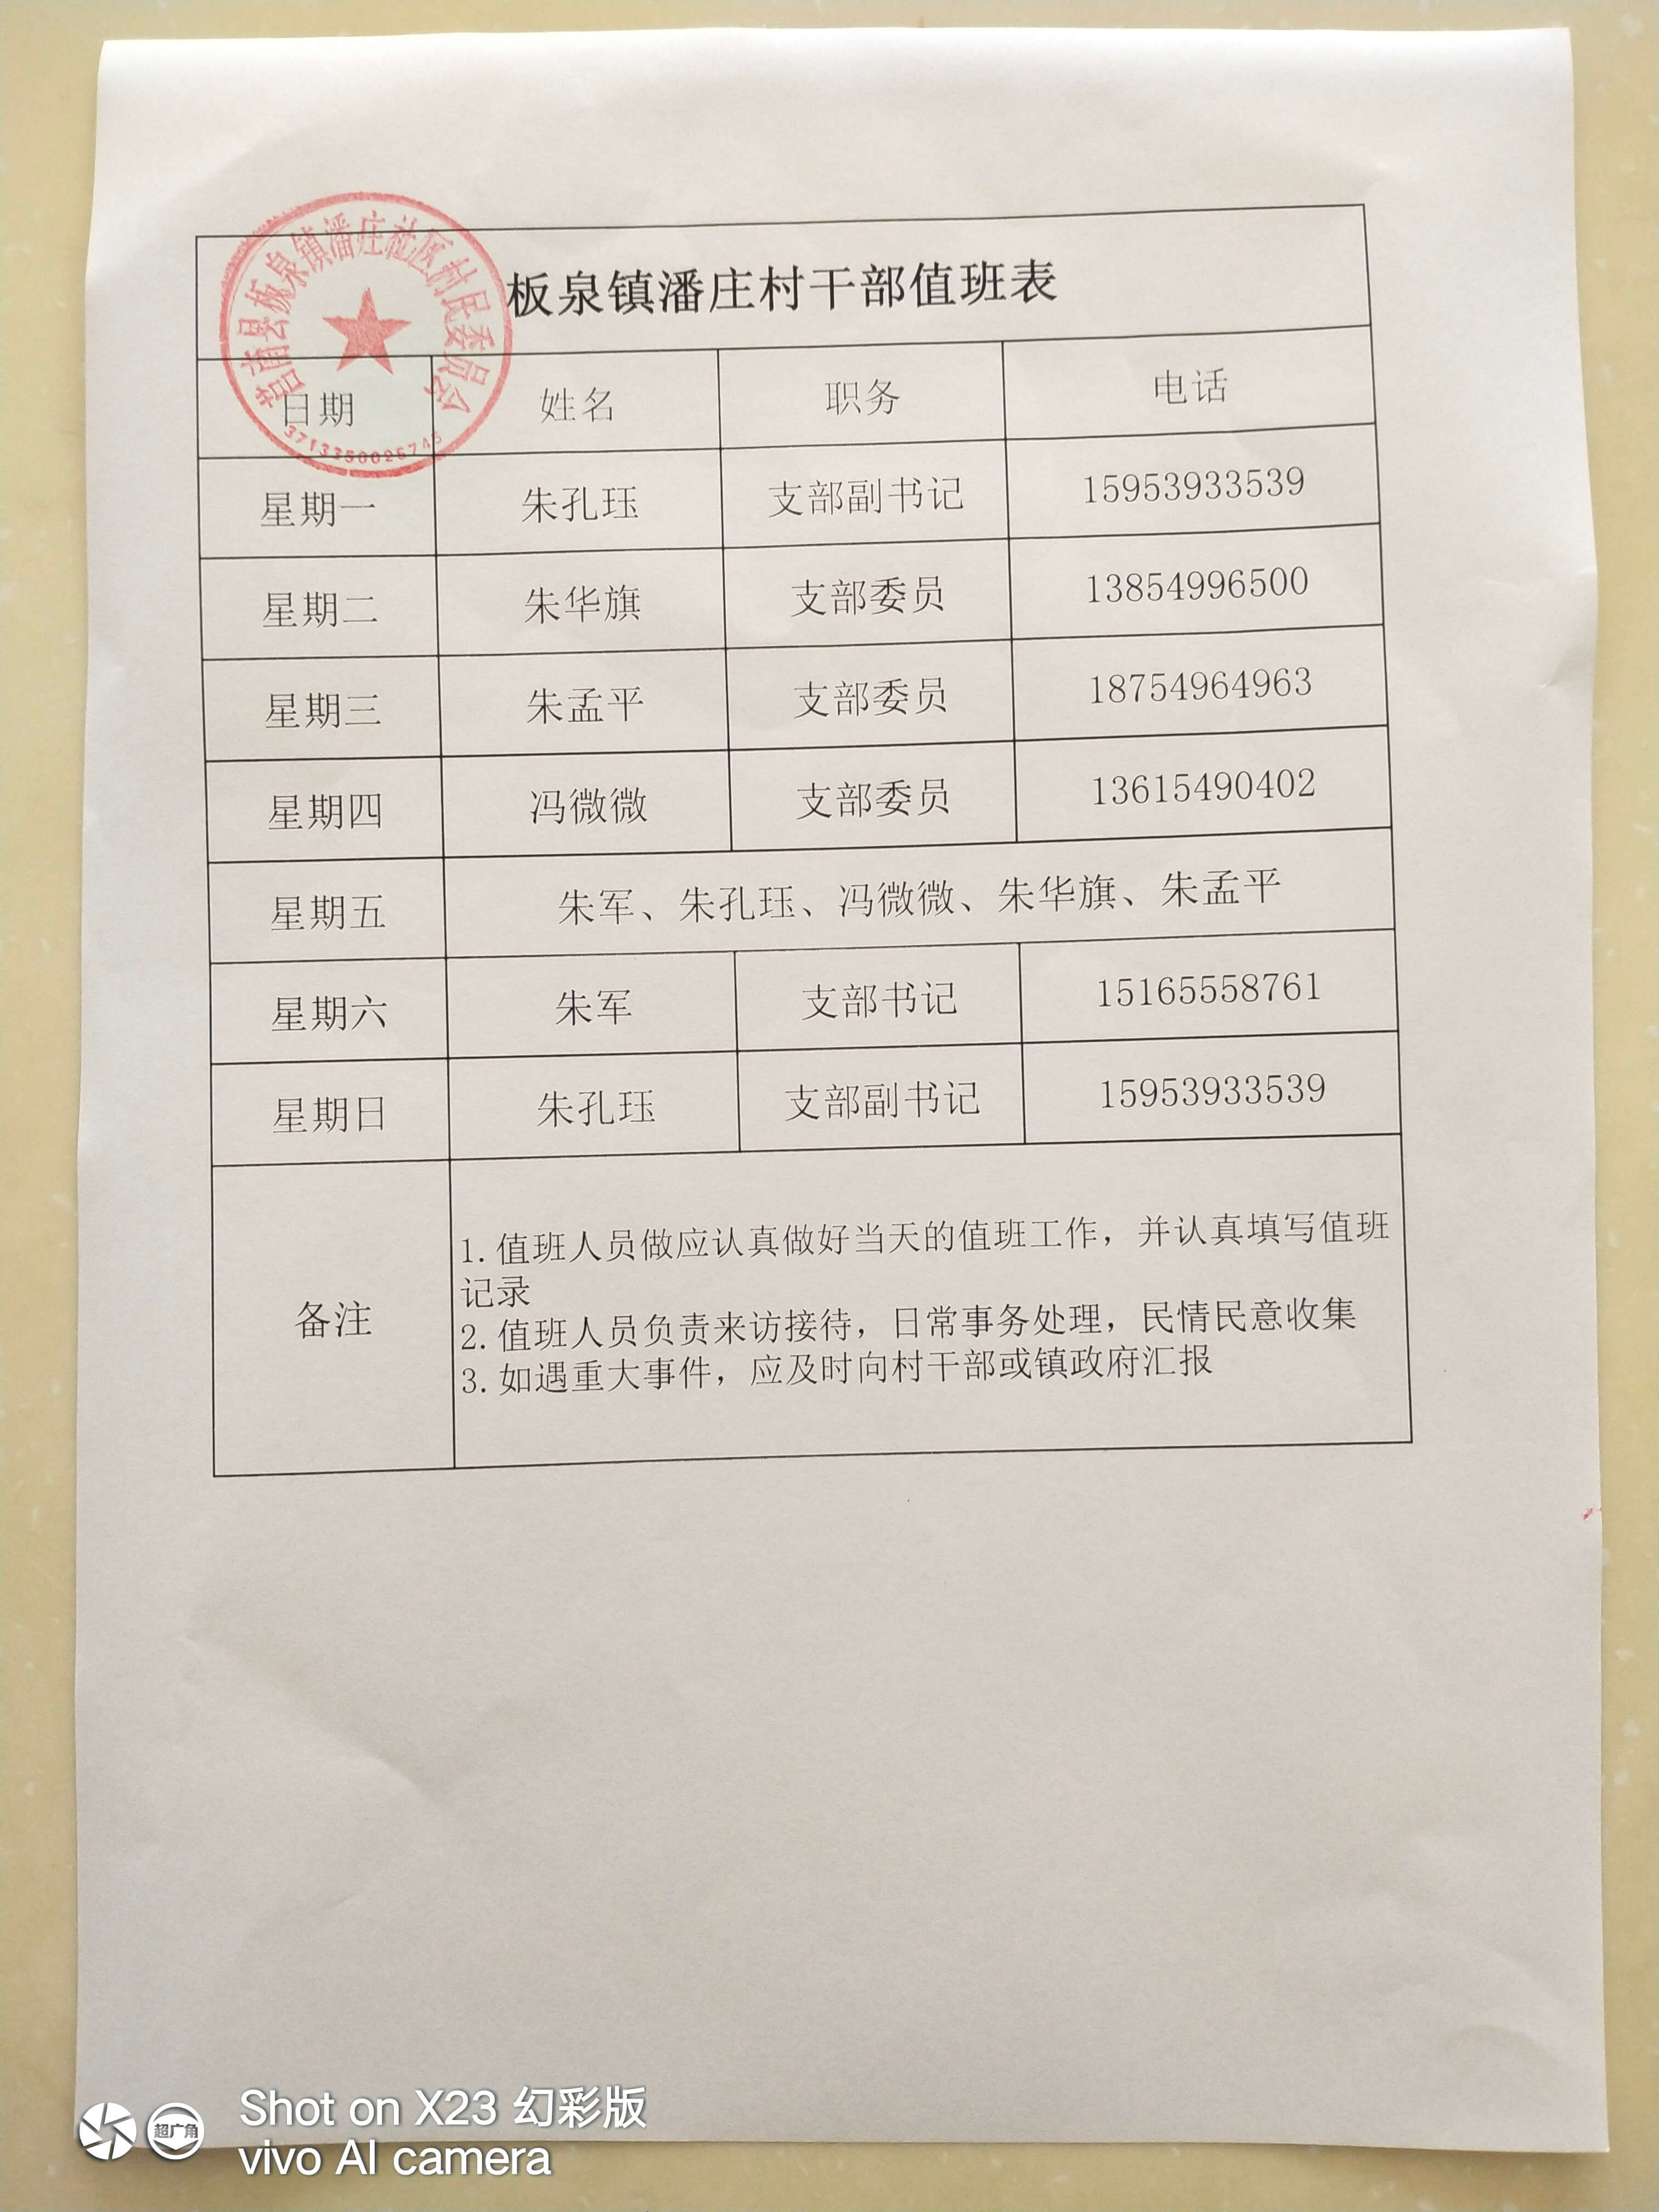 莒南县板泉镇潘庄社区村民委员会
板泉镇潘庄村干部值班表
日期 姓名 职务 电话
星期一 朱孔珏 支部副书记 15953933539
星期二 朱华旗 支部委员 13854996500
星期三 朱孟平 支部委员 18754964963
星期四 冯微微 支部委员 13615490402
星期五 朱军、朱孔珏、冯微微、朱华旗、朱孟平
星期六 朱军 支部书记 15165558761
星期日 朱孔珏 支部副书记 15953933539
备注
1. 值班人员做应认真做好当天的值班工作，并认真填写值班
记录
2. 值班人员负责来访接待，日常事务处理，民情民意收集
3. 如遇重大事件，应及时向村干部或镇政府汇报
超广角
Shot on X23 幻彩版
vivo AI camera